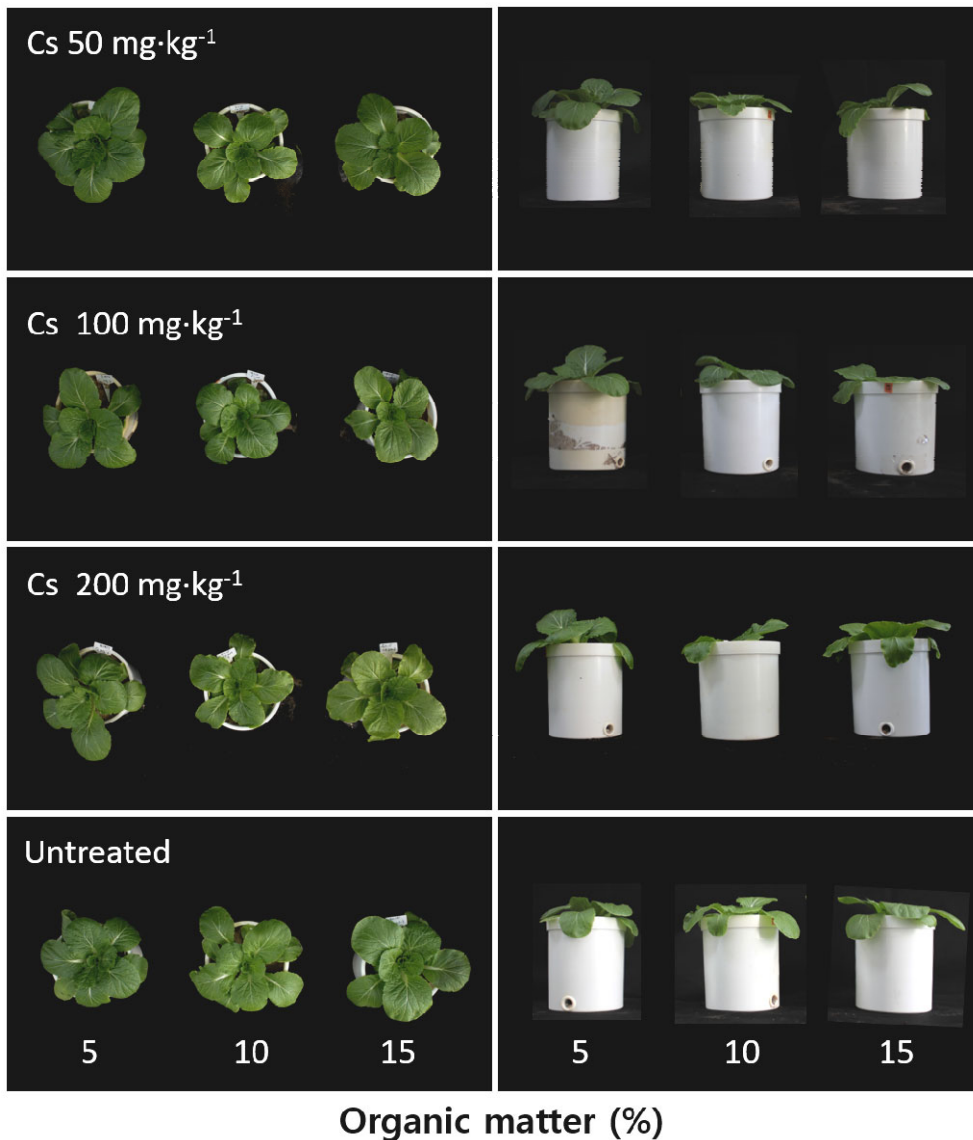 Cs 50 mg·kg⁻¹
Cs 100 mg·kg⁻¹
Cs 200 mg·kg⁻¹
Untreated
5 10 15 5 10 15
Organic matter (%)